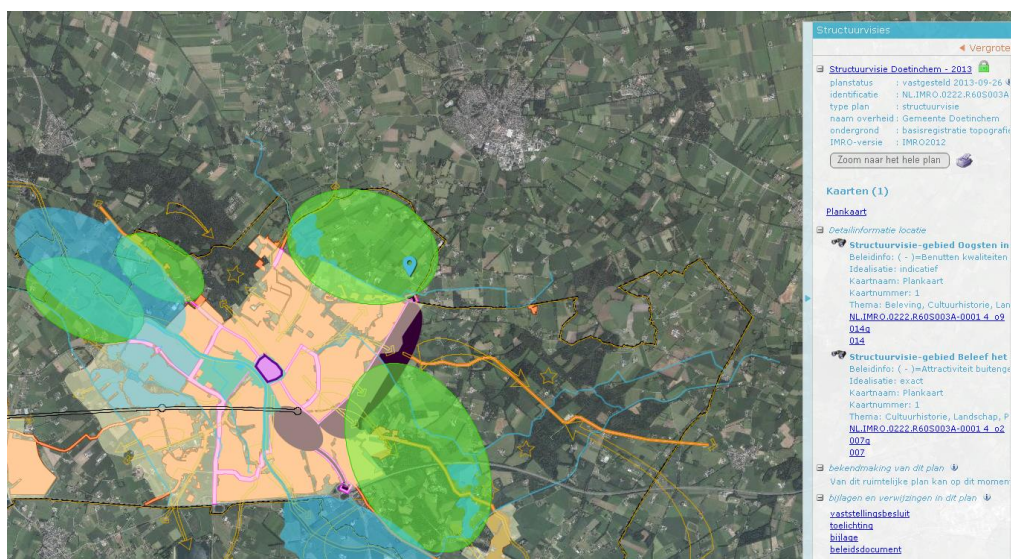 Structuurvisies
Vergrote
Structuurvisie Doetinchem - 2013
planstatus : vastgesteld 2013-09-26
identificatie : NL.IMRO.0222.R60S003A
type plan : structuurvisie
naam overheid : Gemeente Doetinchem
ondergrond : basisregistratie topografie
IMRO-versie : IMRO2012
Zoom naar het hele plan
Kaarten (1)
Plankaart
Detailinformatie locatie
Structuurvisie-gebied Oogsten in
Beleidinfo: ( - )=Benutten kwaliteiten
Idealisatie: indicatief
Kaartnaam: Plankaart
Kaartnummer: 1
Thema: Beleving, Cultuurhistorie, Lan
NL.IMRO.0222.R60S003A-0001 4 o9
014g
014
Structuurvisie-gebied Beleef het
Beleidinfo: ( - )=Attractiviteit buitenge
Idealisatie: exact
Kaartnaam: Plankaart
Kaartnummer: 1
Thema: Cultuurhistorie, Landschap, P
NL.IMRO.0222.R60S003A-0001 4 o2
007g
007
bekendmaking van dit plan
Van dit ruimtelijke plan kan op dit momen
bijlagen en verwijzingen in dit plan
vaststellingsbesluit
toelichting
bijlage
beleidsdocument